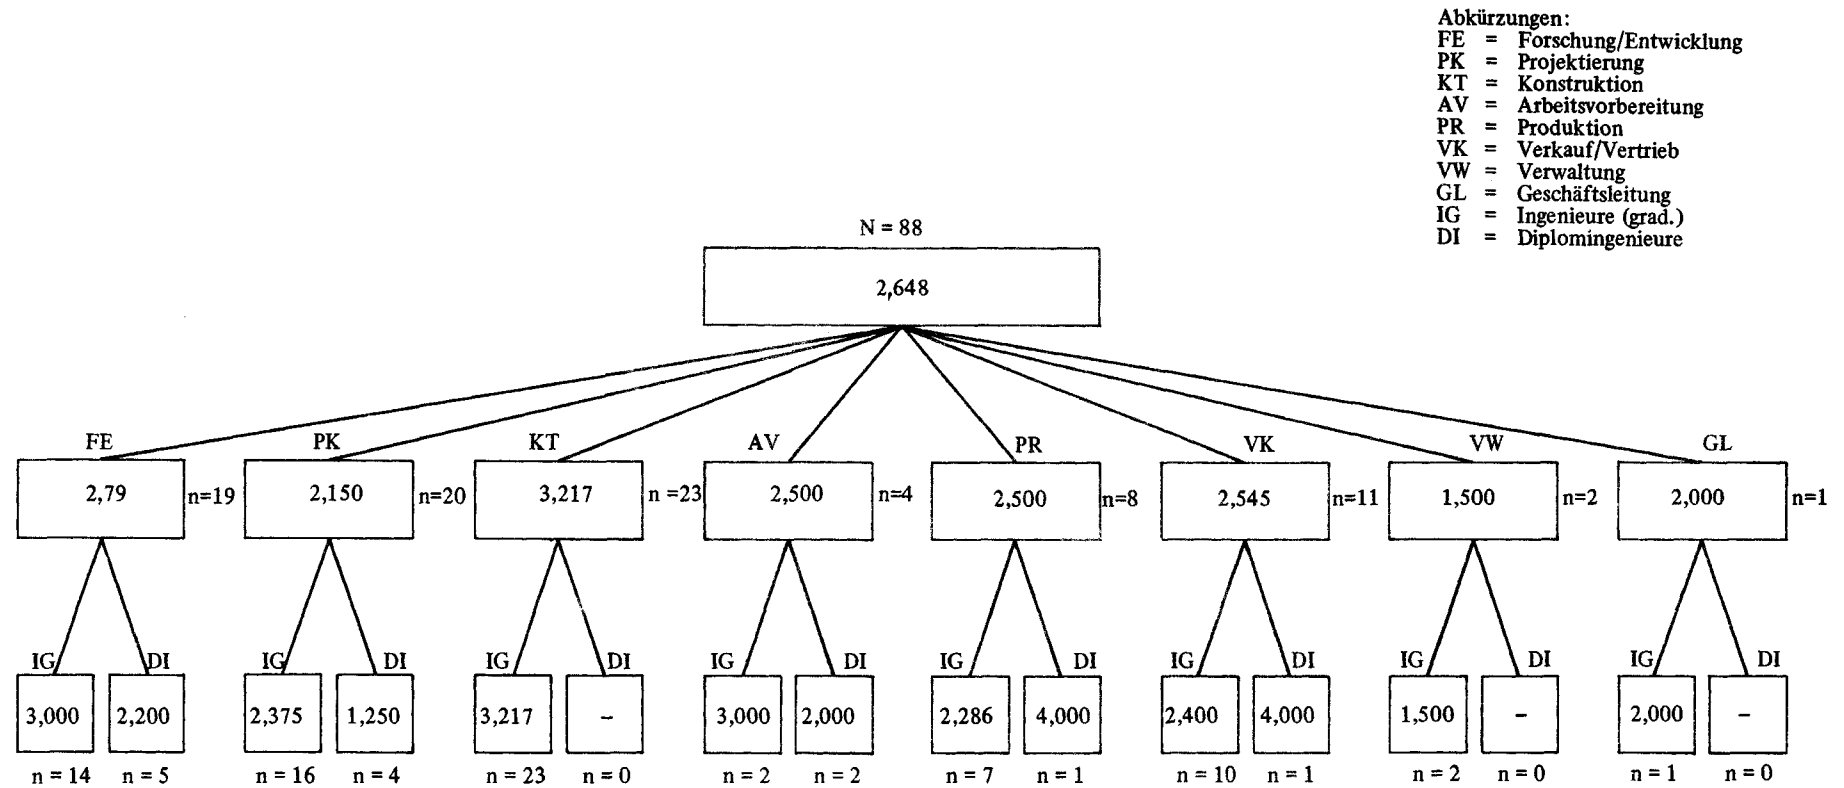 Abkürzungen:
FE = Forschung/Entwicklung
PK = Projektierung
KT = Konstruktion
AV = Arbeitsvorbereitung
PR = Produktion
VK = Verkauf/Vertrieb
VW = Verwaltung
GL = Geschäftsleitung
IG = Ingenieure (grad.)
DI = Diplomingenieure
N = 88
2,648
FE PK KT AV PR VK VW GL
2,79 n=19 2,150 n=20 3,217 n =23 2,500 n=4 2,500 n=8 2,545 n=11 1,500 n=2 2,000 n=1
IG DI IG DI IG DI IG DI IG DI IG DI IG DI IG DI
3,000 2,200 2,375 1,250 3,217 – 3,000 2,000 2,286 4,000 2,400 4,000 1,500 – 2,000 –
n = 14 n = 5 n = 16 n = 4 n = 23 n = 0 n = 2 n = 2 n = 7 n = 1 n = 10 n = 1 n = 2 n = 0 n = 1 n = 0